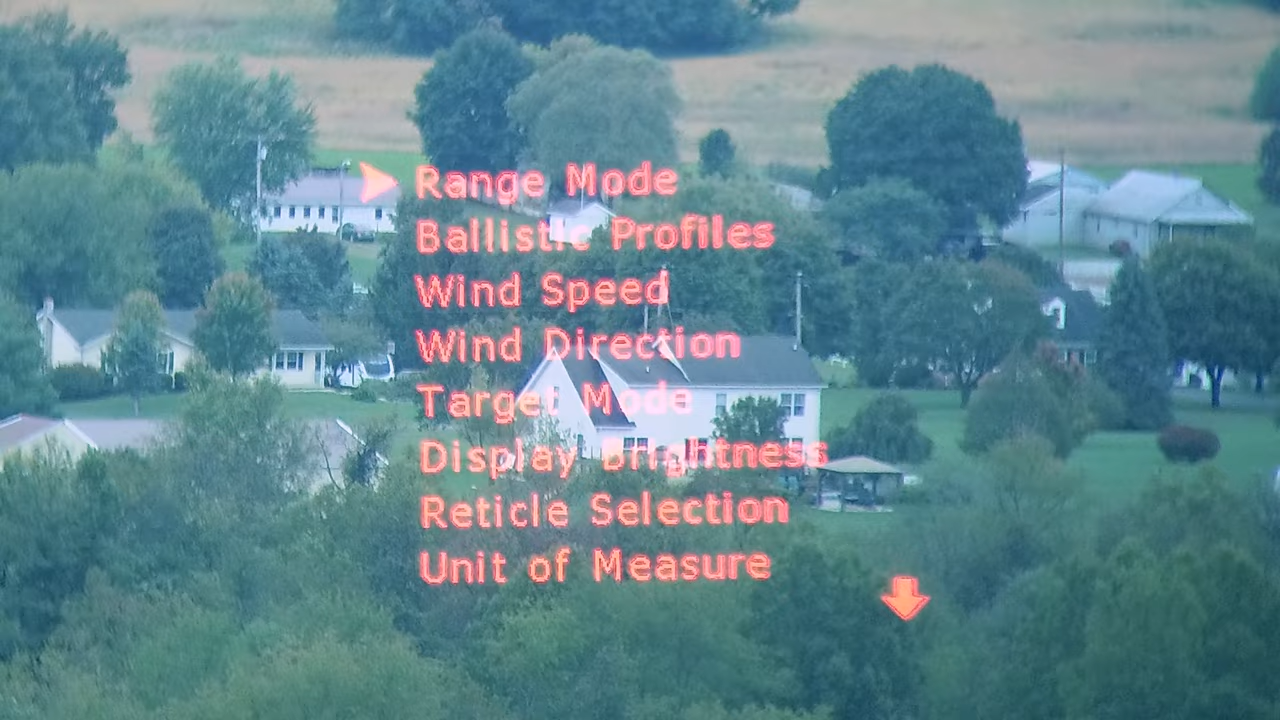 Range Mode
Ballistic Profiles
Wind Speed
Wind Direction
Target Mode
Display Brightness
Reticle Selection
Unit of Measure